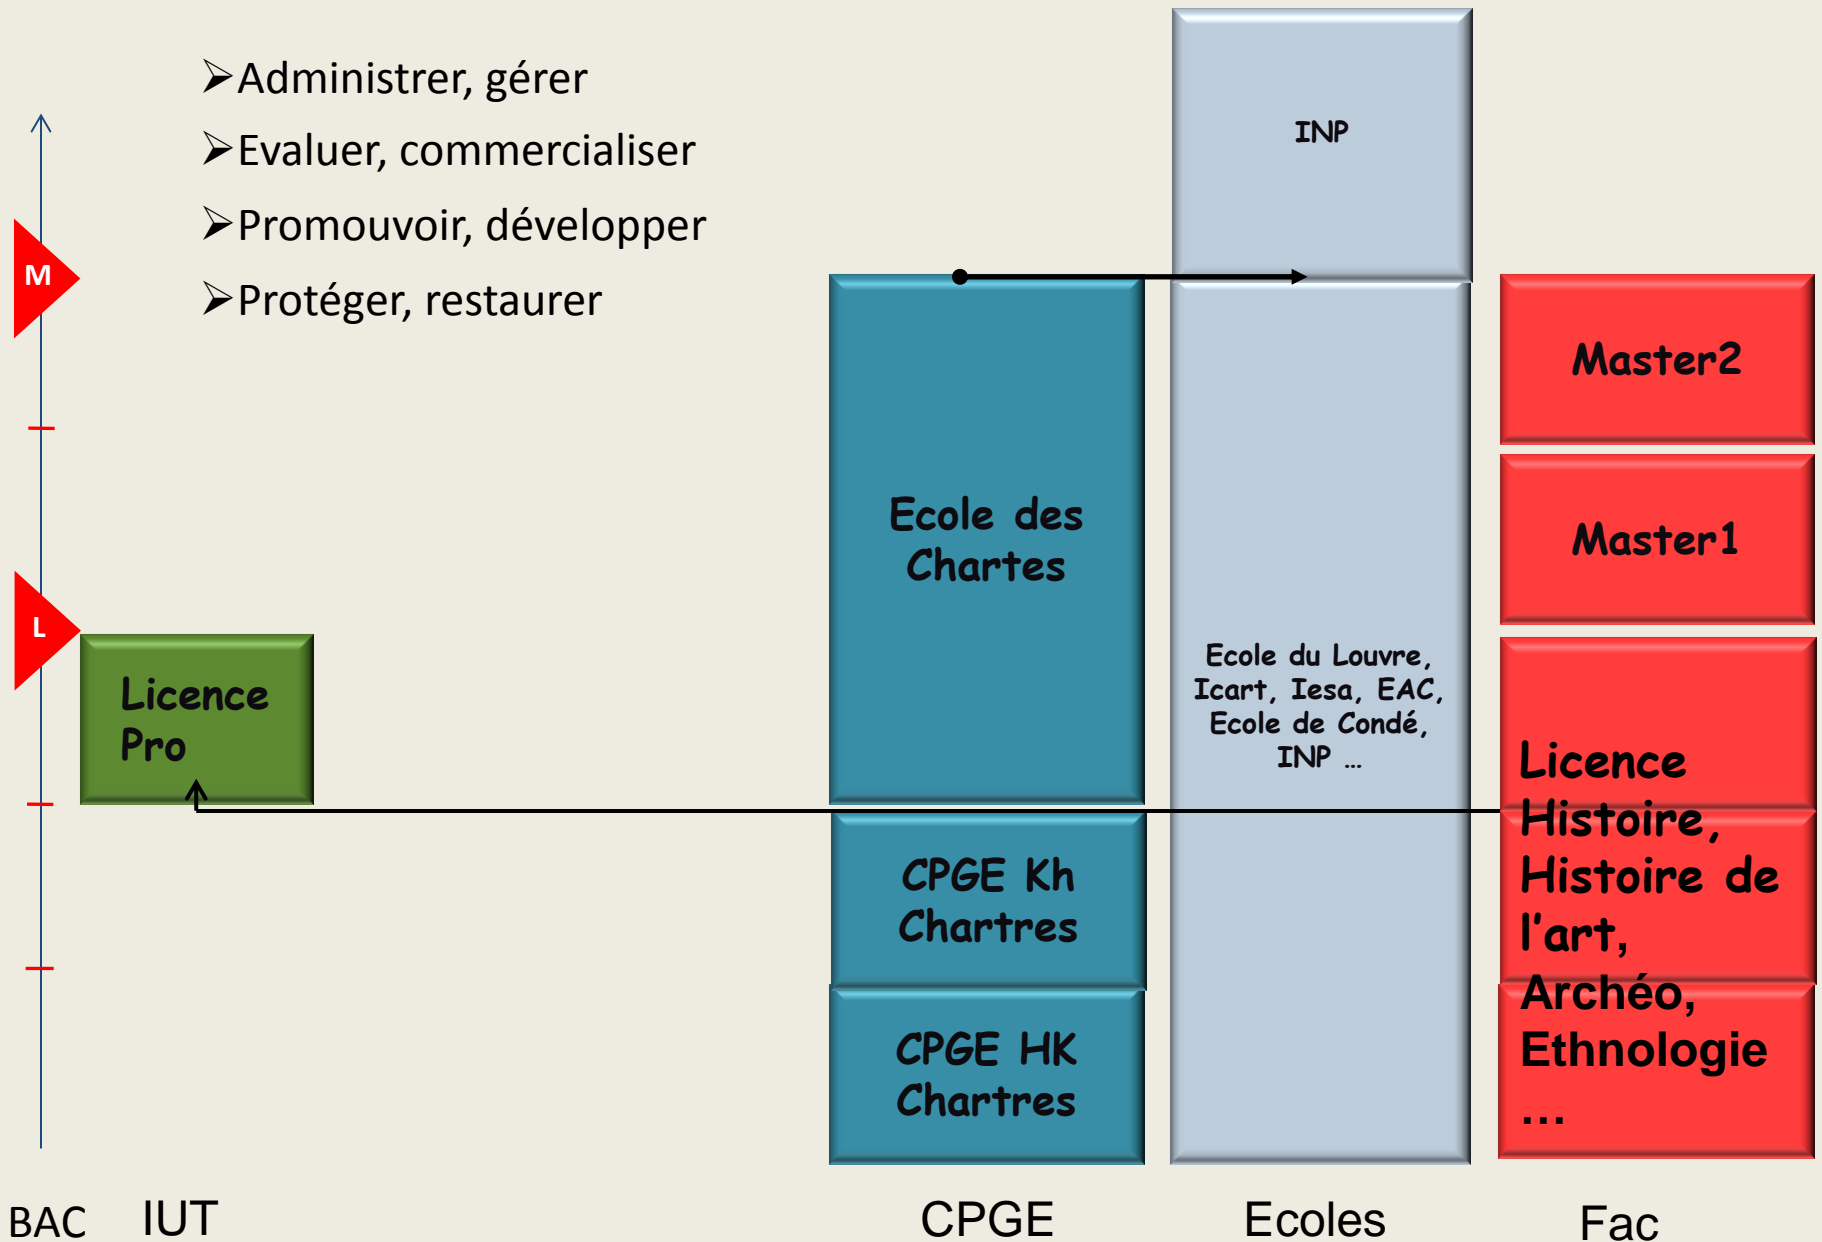 ➢Administrer, gérer
➢Evaluer, commercialiser
➢Promouvoir, développer
➢Protéger, restaurer
INP
M
Master2
Ecole des
Chartes
Master1
L
Licence
Pro
Ecole du Louvre,
Icart, Iesa, EAC,
Ecole de Condé,
INP …
Licence
Histoire,
Histoire de
l'art,
Archéo,
Ethnologie
…
CPGE Kh
Chartres
CPGE HK
Chartres
BAC
IUT
CPGE
Ecoles
Fac